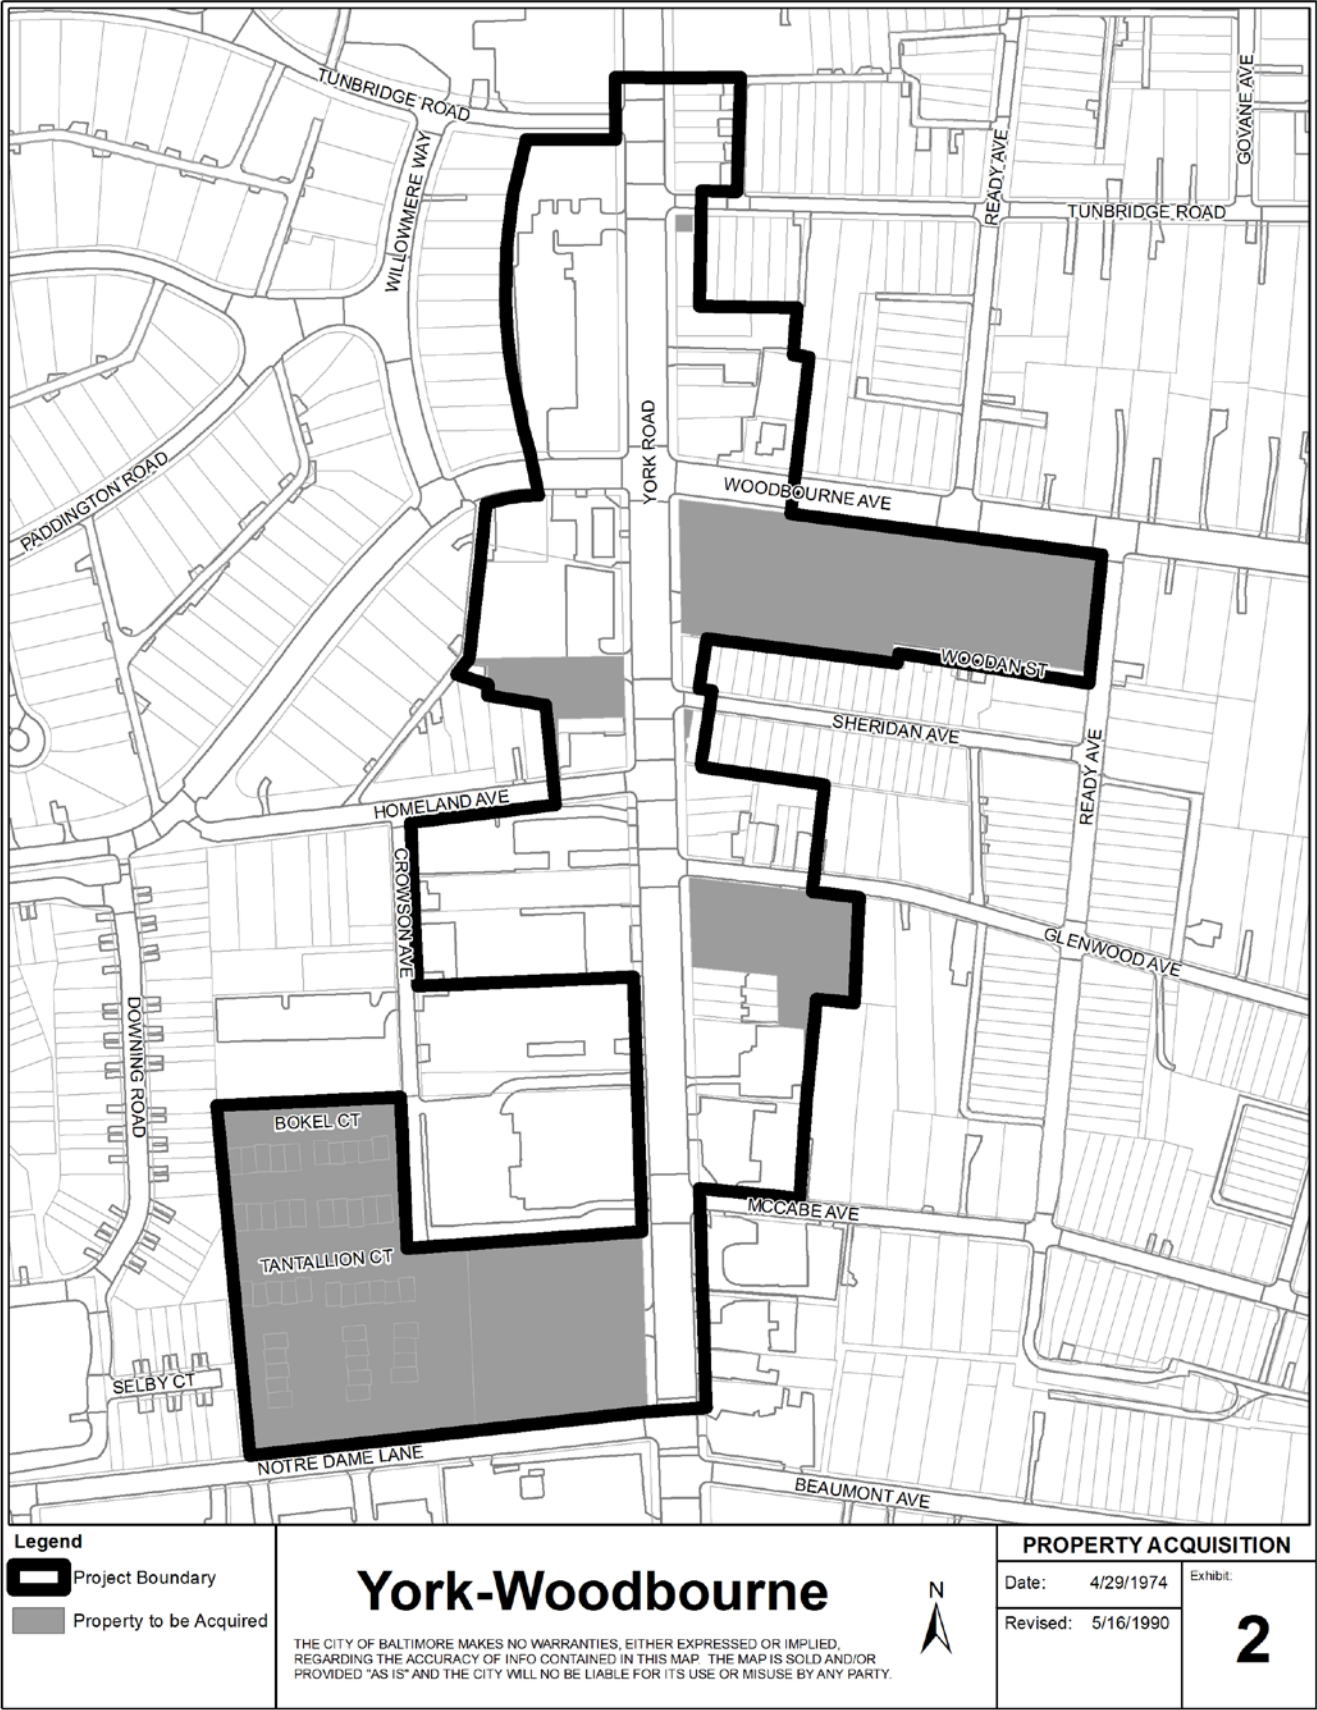 TUNBRIDGE ROAD
WILLOWMERE WAY
GOVANE AVE
READY AVE
TUNBRIDGE ROAD
YORK ROAD
PADDINGTON ROAD
WOODBOURNE AVE
WOODAN ST
SHERIDAN AVE
READY AVE
HOMELAND AVE
CROWSON AVE
GLENWOOD AVE
DOWNING ROAD
BOKEL CT
MCCABE AVE
TANTALLION CT
SELBY CT
NOTRE DAME LANE
BEAUMONT AVE
Legend
Project Boundary
Property to be Acquired
York-Woodbourne
THE CITY OF BALTIMORE MAKES NO WARRANTIES, EITHER EXPRESSED OR IMPLIED,
REGARDING THE ACCURACY OF INFO CONTAINED IN THIS MAP. THE MAP IS SOLD AND/OR
PROVIDED "AS IS" AND THE CITY WILL NO BE LIABLE FOR ITS USE OR MISUSE BY ANY PARTY.
N
PROPERTY ACQUISITION
Date: 4/29/1974
Revised: 5/16/1990
Exhibit:
2